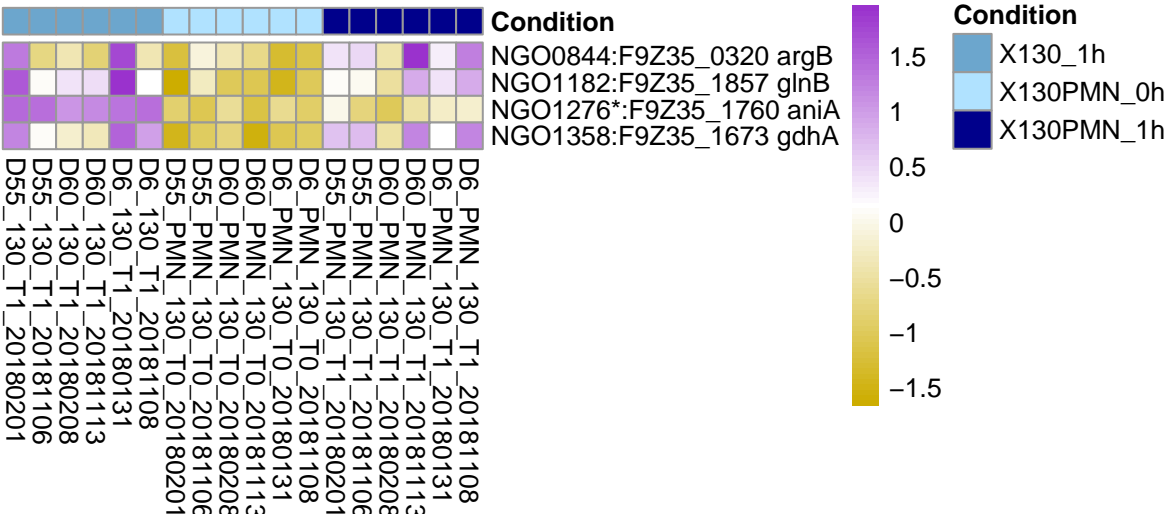 Condition
NGO0844:F9Z35_0320 argB
NGO1182:F9Z35_1857 glnB
NGO1276*:F9Z35_1760 aniA
NGO1358:F9Z35_1673 gdhA
D55_130_T1_20180201
D55_130_T1_20181106
D60_130_T1_20180208
D60_130_T1_20181113
D6_130_T1_20180131
D6_130_T1_20181108
D55_PMN_130_T0_20180201
D55_PMN_130_T0_20181106
D60_PMN_130_T0_20180208
D60_PMN_130_T0_20181113
D6_PMN_130_T0_20180131
D6_PMN_130_T0_20181108
D55_PMN_130_T1_20180201
D55_PMN_130_T1_20181106
D60_PMN_130_T1_20180208
D60_PMN_130_T1_20181113
D6_PMN_130_T1_20180131
D6_PMN_130_T1_20181108
1.5
1
0.5
0
−0.5
−1
−1.5
Condition
X130_1h
X130PMN_0h
X130PMN_1h